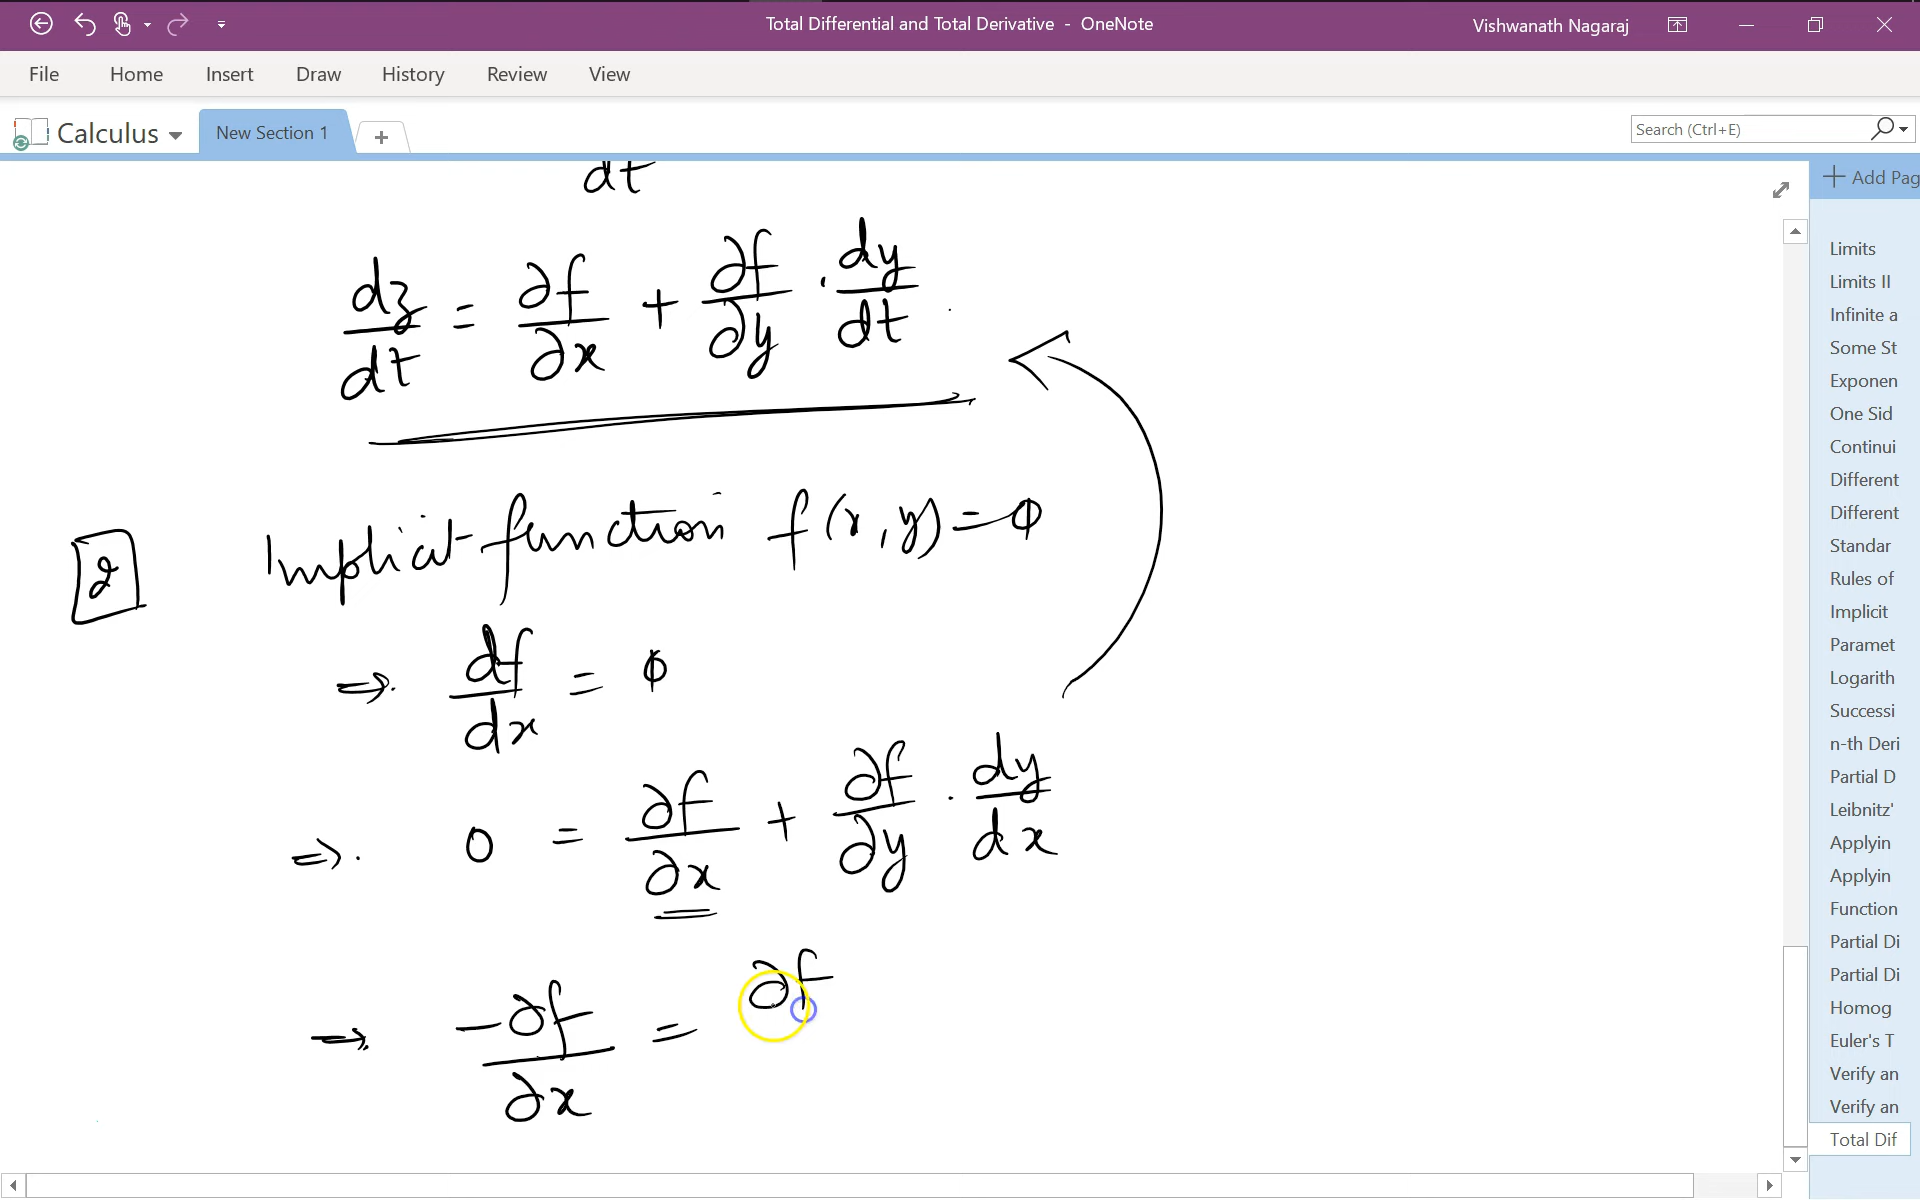 Total Differential and Total Derivative - OneNote
Vishwanath Nagaraj
File Home Insert Draw History Review View
Calculus New Section 1 +
Search (Ctrl+E)
+ Add Pag
dt
dz/dt = ∂f/∂x + ∂f/∂y · dy/dt
2 Implicit function f(x,y) = 0
⇒ df/dx = 0
⇒ 0 = ∂f/∂x + ∂f/∂y · dy/dx
⇒ -∂f/∂x = ∂f
Limits
Limits II
Infinite a
Some St
Exponen
One Sid
Continui
Different
Different
Standar
Rules of
Implicit
Paramet
Logarith
Successi
n-th Deri
Partial D
Leibnitz'
Applyin
Applyin
Function
Partial Di
Partial Di
Homog
Euler's T
Verify an
Verify an
Total Dif